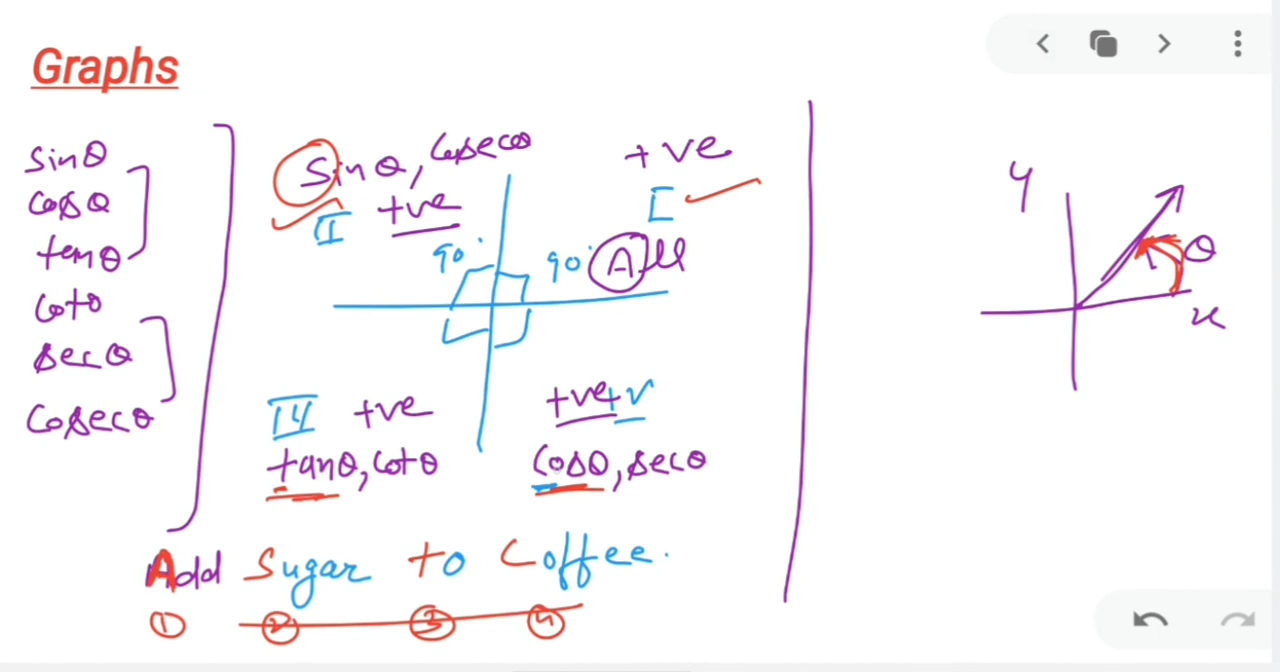 Graphs
sinθ
cosθ
tanθ
cotθ
secθ
cosecθ
Sinθ, Cosecθ
II +ve
90°
+ve
I
90° All
III +ve
tanθ, cotθ
+ve +v
cosθ, secθ
Add Sugar to Coffee.
① ② ③ ④
y
θ
x